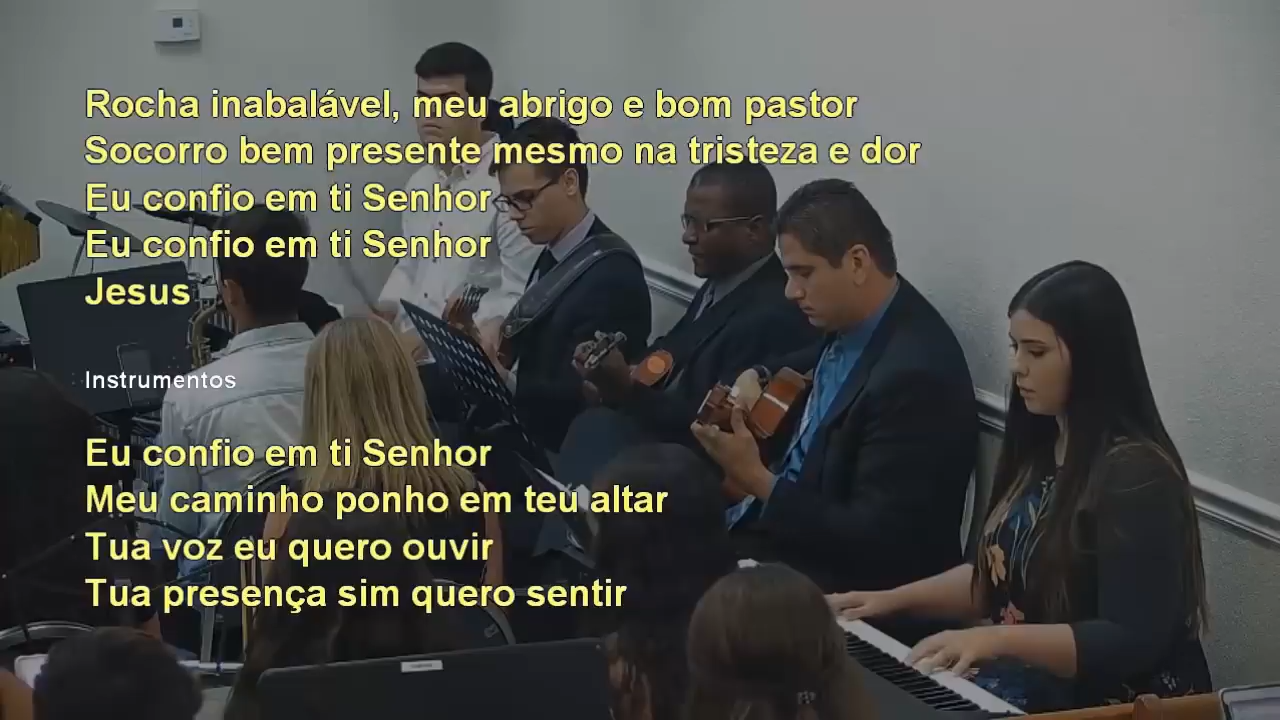 Rocha inabalável, meu abrigo e bom pastor
Socorro bem presente mesmo na tristeza e dor
Eu confio em ti Senhor
Eu confio em ti Senhor
Jesus
Instrumentos
Eu confio em ti Senhor
Meu caminho ponho em teu altar
Tua voz eu quero ouvir
Tua presença sim quero sentir